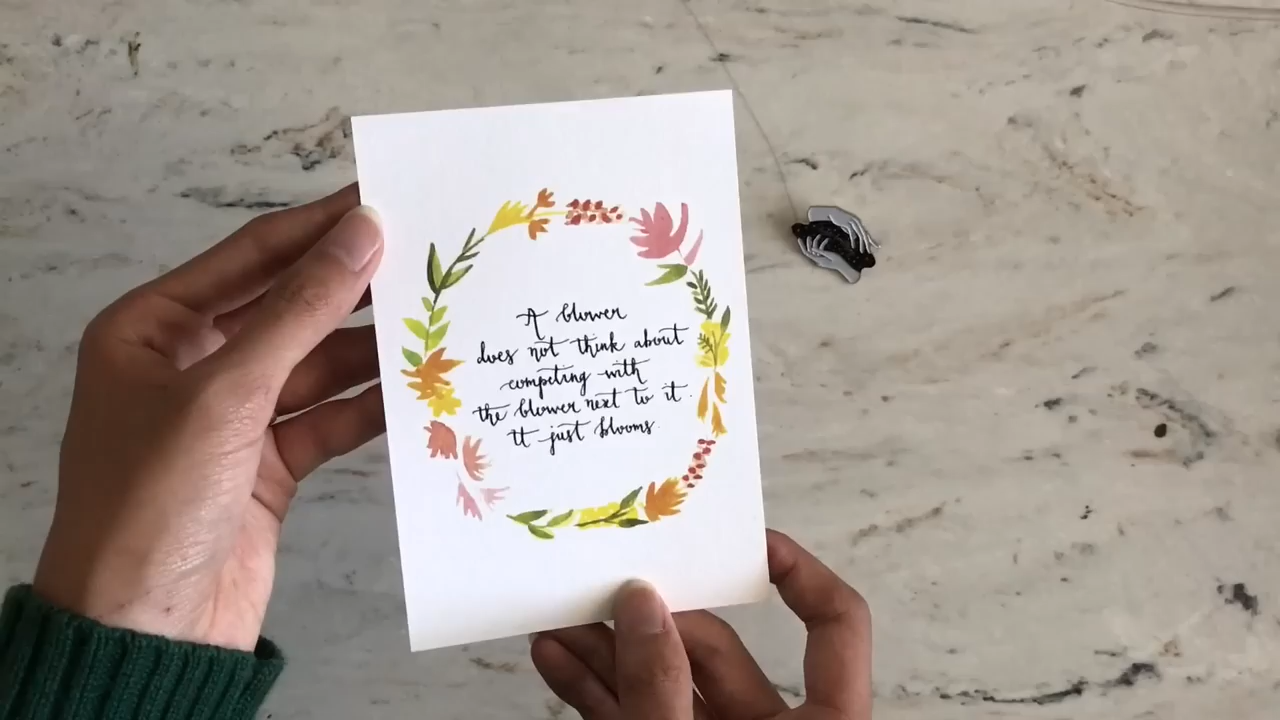 A flower
does not think about
competing with
the flower next to it.
It just blooms.